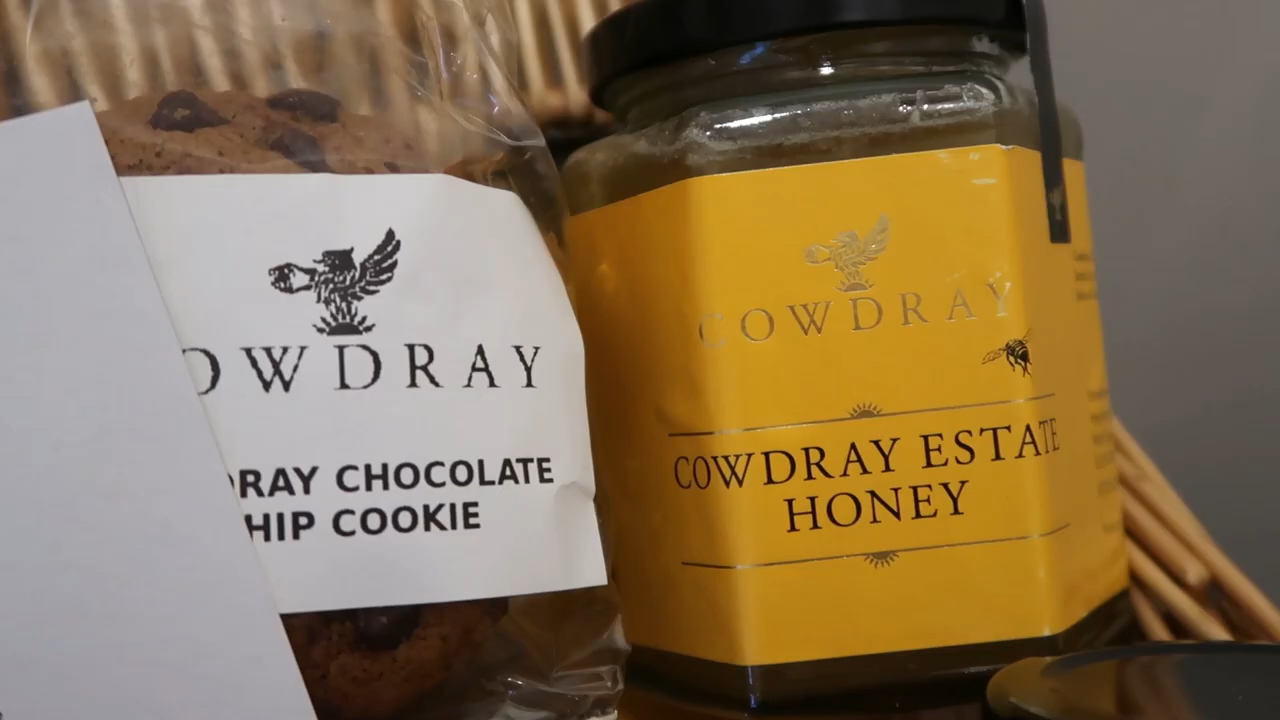 OWDRAY
DRAY CHOCOLATE
HIP COOKIE
COWDRAY
COWDRAY ESTATE
HONEY